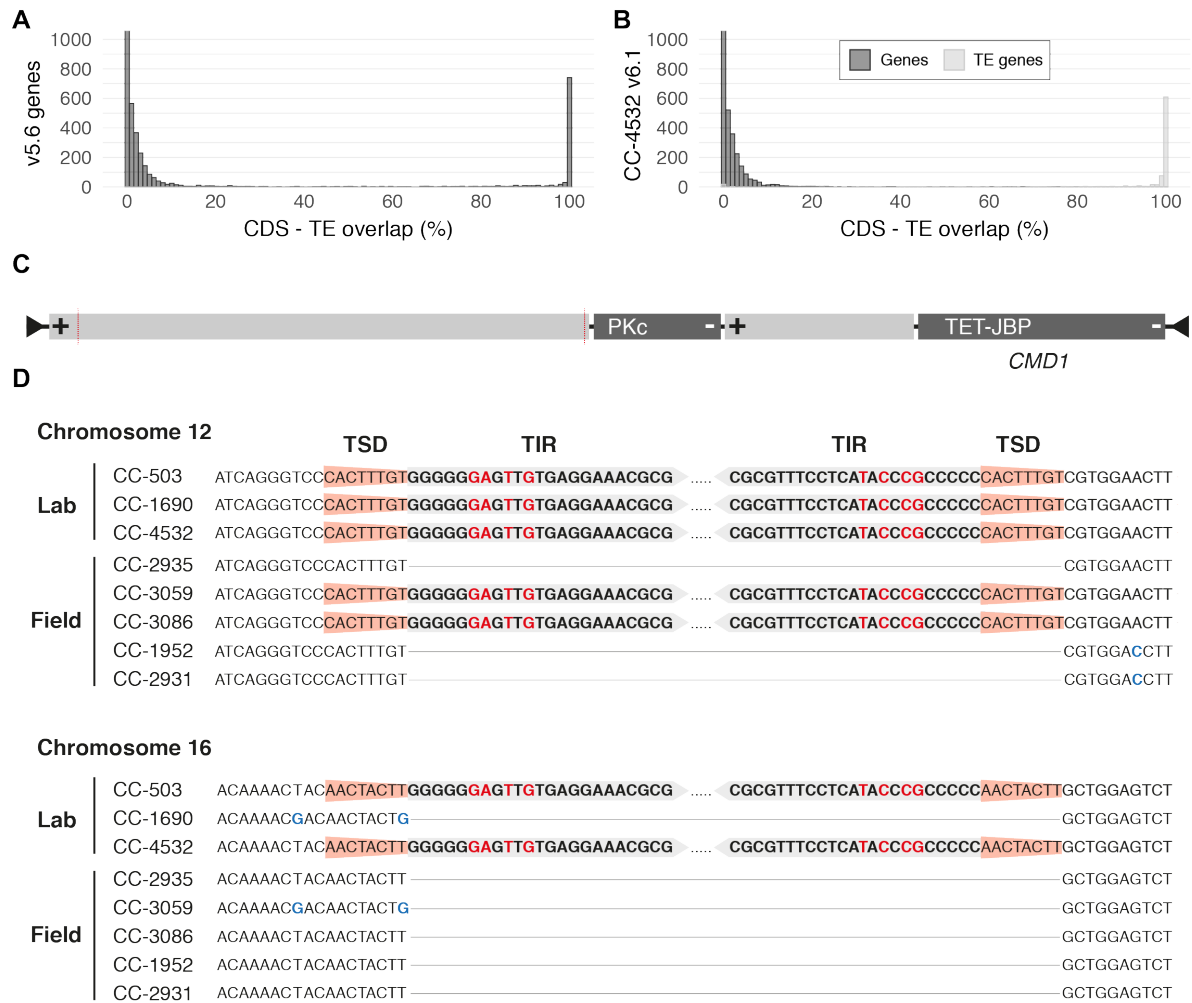 A
B
1000
800
600
400
200
0
v5.6 genes
0 20 40 60 80 100
CDS - TE overlap (%)
1000
800
600
400
200
0
CC-4532 v6.1
Genes TE genes
0 20 40 60 80 100
CDS - TE overlap (%)
C
+ PKc - + TET-JBP -
CMD1
D
Chromosome 12
TSD TIR TIR TSD
Lab
CC-503 ATCAGGGTCCCACTTTGTGGGGGGAGTTGTGAGGAAACGCG ..... CGCGTTTCCTCATACCCGCCCCCCACTTTGTCGTGGAACTT
CC-1690 ATCAGGGTCCCACTTTGTGGGGGGAGTTGTGAGGAAACGCG ..... CGCGTTTCCTCATACCCGCCCCCCACTTTGTCGTGGAACTT
CC-4532 ATCAGGGTCCCACTTTGTGGGGGGAGTTGTGAGGAAACGCG ..... CGCGTTTCCTCATACCCGCCCCCCACTTTGTCGTGGAACTT
Field
CC-2935 ATCAGGGTCCCACTTTGT CGTGGAACTT
CC-3059 ATCAGGGTCCCACTTTGTGGGGGGAGTTGTGAGGAAACGCG ..... CGCGTTTCCTCATACCCGCCCCCCACTTTGTCGTGGAACTT
CC-3086 ATCAGGGTCCCACTTTGTGGGGGGAGTTGTGAGGAAACGCG ..... CGCGTTTCCTCATACCCGCCCCCCACTTTGTCGTGGAACTT
CC-1952 ATCAGGGTCCCACTTTGT CGTGGACCTT
CC-2931 ATCAGGGTCCCACTTTGT CGTGGACCTT
Chromosome 16
Lab
CC-503 ACAAAACTACAACTACTTGGGGGGAGTTGTGAGGAAACGCG ..... CGCGTTTCCTCATACCCGCCCCCAACTACTTGCTGGAGTCT
CC-1690 ACAAAACGACAACTACTG GCTGGAGTCT
CC-4532 ACAAAACTACAACTACTTGGGGGGAGTTGTGAGGAAACGCG ..... CGCGTTTCCTCATACCCGCCCCCAACTACTTGCTGGAGTCT
Field
CC-2935 ACAAAACTACAACTACTT GCTGGAGTCT
CC-3059 ACAAAACGACAACTACTG GCTGGAGTCT
CC-3086 ACAAAACTACAACTACTT GCTGGAGTCT
CC-1952 ACAAAACTACAACTACTT GCTGGAGTCT
CC-2931 ACAAAACTACAACTACTT GCTGGAGTCT